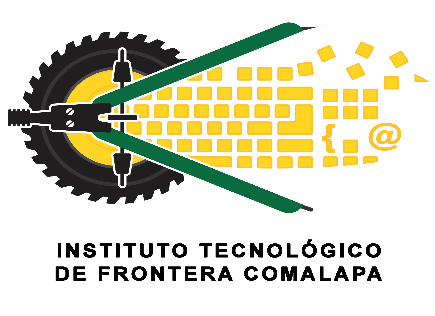 { @
INSTITUTO TECNOLÓGICO
DE FRONTERA COMALAPA